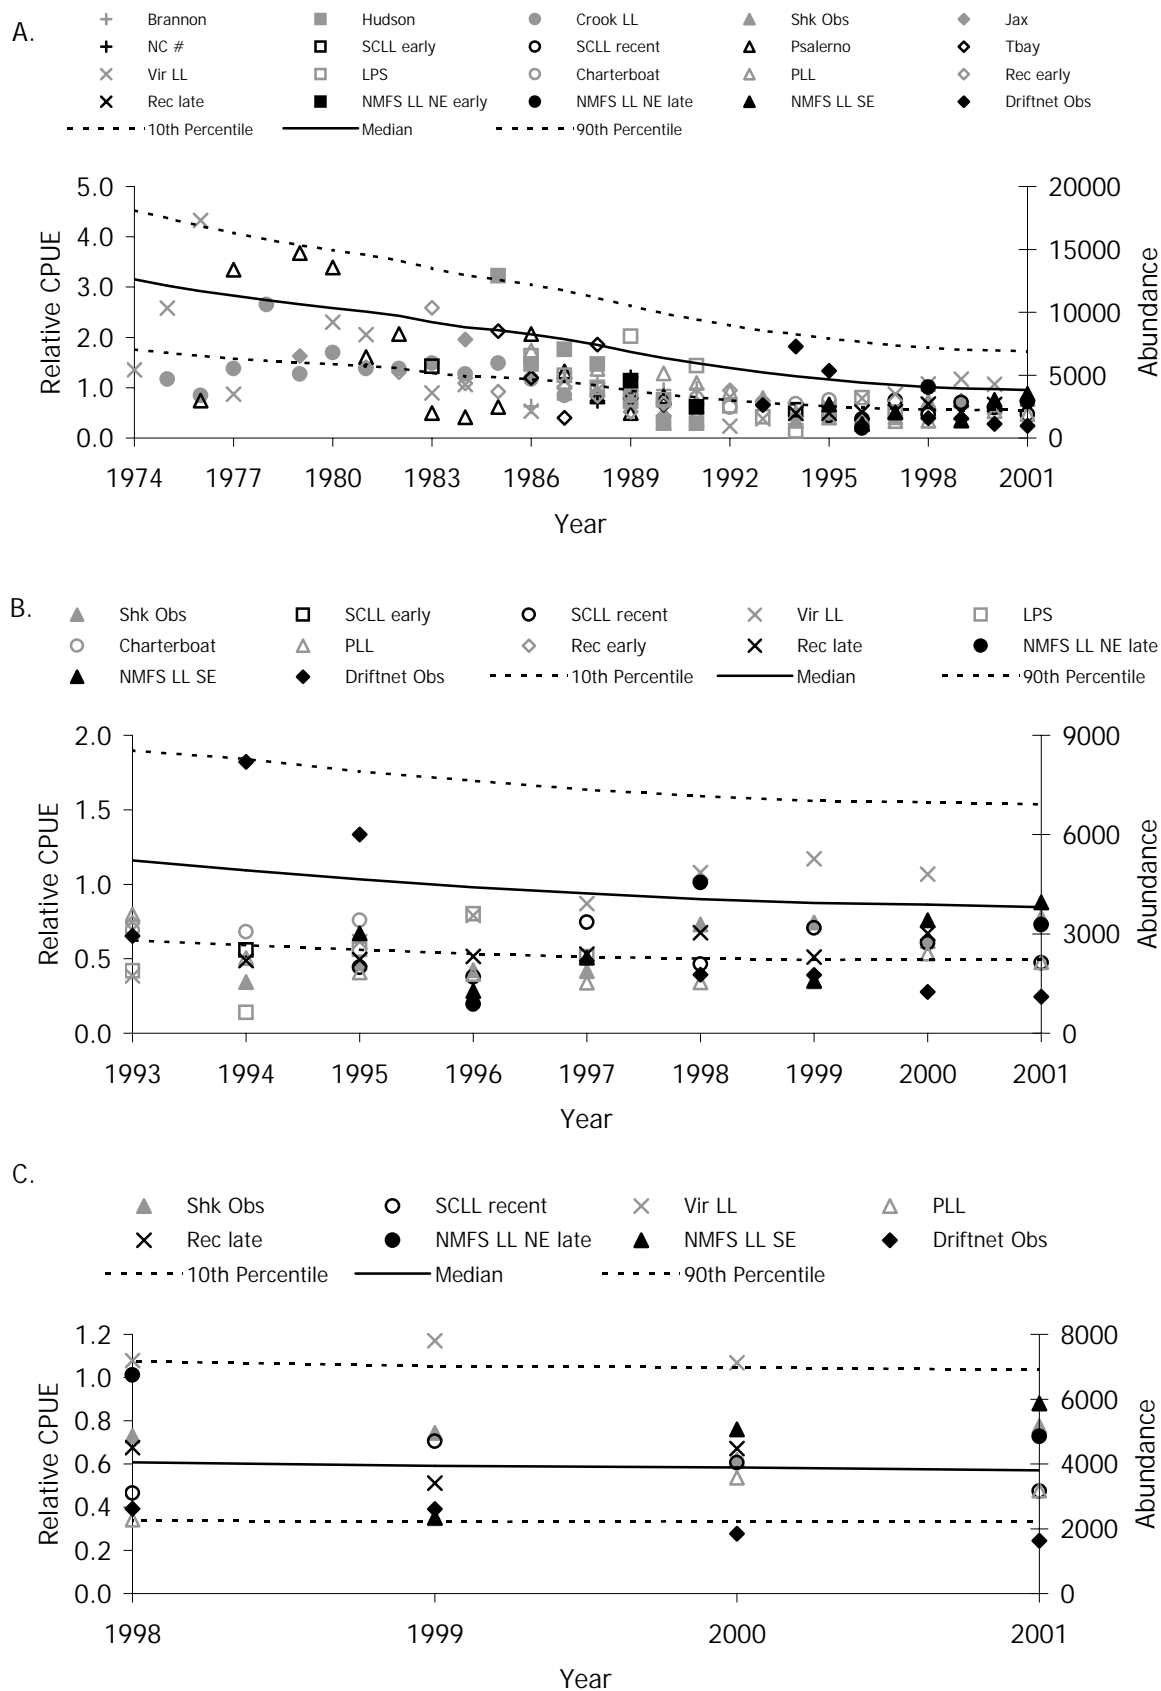 A.
Brannon Hudson Crook LL Shk Obs Jax
NC # SCLL early SCLL recent Psalerno Tbay
Vir LL LPS Charterboat PLL Rec early
Rec late NMFS LL NE early NMFS LL NE late NMFS LL SE Driftnet Obs
10th Percentile Median 90th Percentile
5.0 20000
4.0 15000
3.0
2.0 10000
1.0 5000
0.0 0
Relative CPUE
Abundance
1974 1977 1980 1983 1986 1989 1992 1995 1998 2001
Year
B.
Shk Obs SCLL early SCLL recent Vir LL LPS
Charterboat PLL Rec early Rec late NMFS LL NE late
NMFS LL SE Driftnet Obs 10th Percentile Median 90th Percentile
2.0 9000
1.5 6000
1.0
0.5 3000
0.0 0
Relative CPUE
Abundance
1993 1994 1995 1996 1997 1998 1999 2000 2001
Year
C.
Shk Obs SCLL recent Vir LL PLL
Rec late NMFS LL NE late NMFS LL SE Driftnet Obs
10th Percentile Median 90th Percentile
1.2 8000
1.0 6000
0.8
0.6 4000
0.4 2000
0.2
0.0 0
Relative CPUE
Abundance
1998 1999 2000 2001
Year